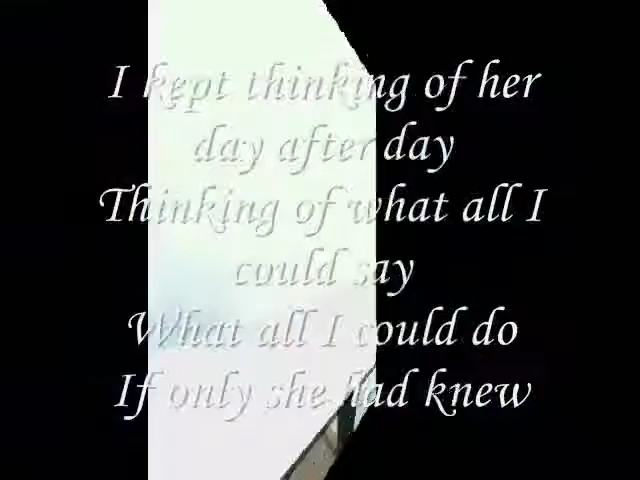 I kept thinking of her
day after day
Thinking of what all I
could say
What all I could do
If only she had knew